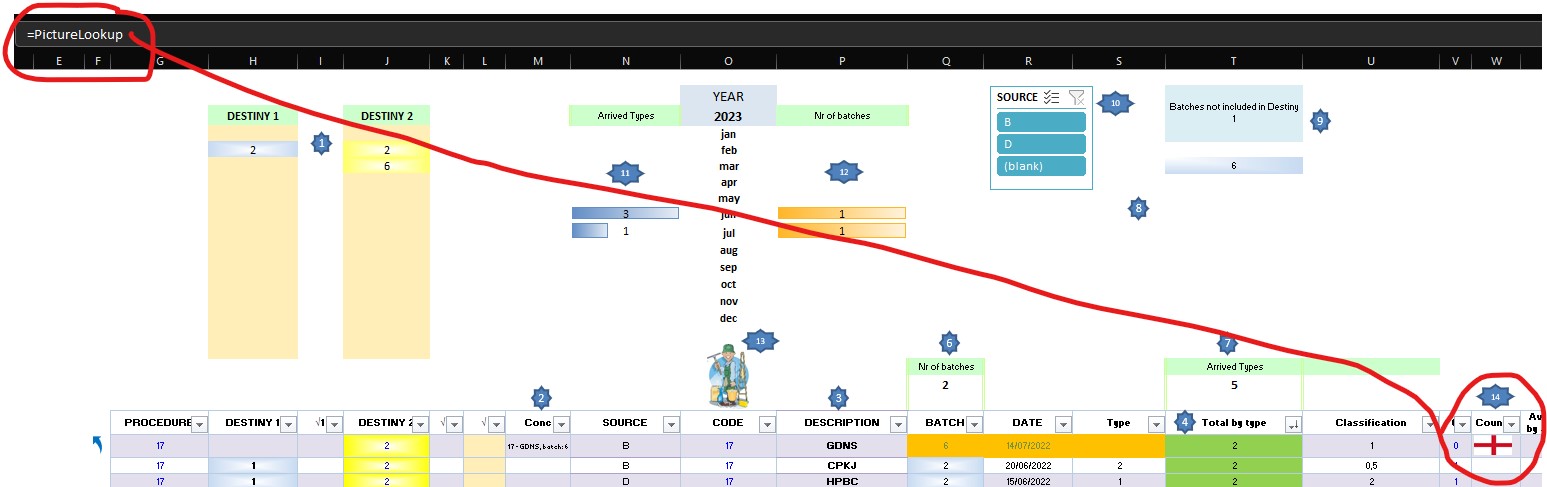 =PictureLookup
E F G H I J K L M N O P Q R S T U V W
YEAR
DESTINY 1 DESTINY 2 Arrived Types 2023 Nr of batches
SOURCE
B
D
(blank)
10
Batches not included in Destiny
1
9
jan
2 1 2 feb
6 11 mar 12 6
apr
may 8
3 jun 1
1 jul 1
aug
sep
oct
nov
dec
13 6 7
Nr of batches Arrived Types
2 5
2 3 14
PROCEDURE DESTINY 1 √1 DESTINY 2 √ √ Conc SOURCE CODE DESCRIPTION BATCH DATE Type 4 Total by type Classification Coun Av
by
17 2 17 - GDNS, batch: 6 B 17 GDNS 6 14/07/2022 2 1 0
17 1 2 B 17 CPKJ 2 20/06/2022 2 2 0,5
17 1 2 D 17 HPBC 2 15/06/2022 1 2 2 1